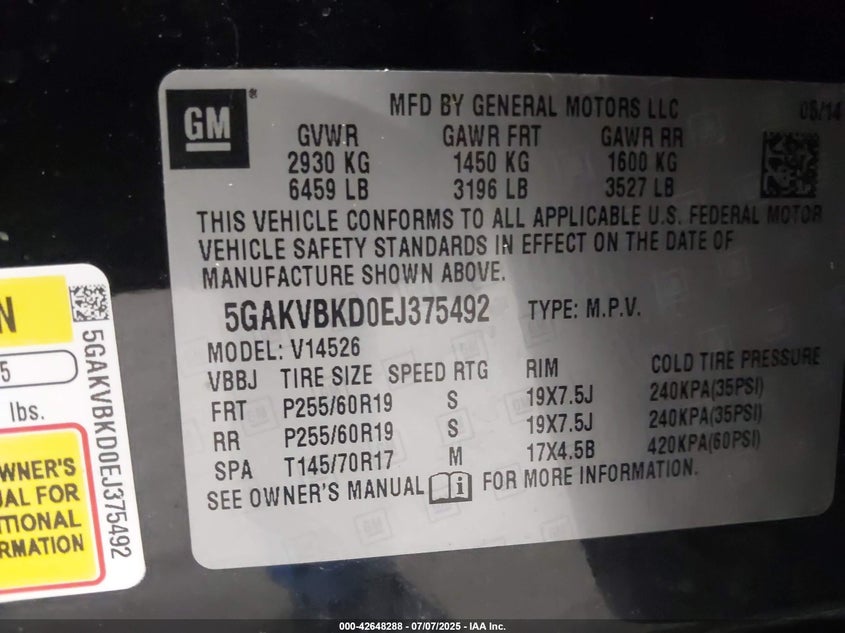 GM
MFD BY GENERAL MOTORS LLC 05/14
GVWR GAWR FRT GAWR RR
2930 KG 1450 KG 1600 KG
6459 LB 3196 LB 3527 LB
THIS VEHICLE CONFORMS TO ALL APPLICABLE U.S. FEDERAL MOTOR
VEHICLE SAFETY STANDARDS IN EFFECT ON THE DATE OF
MANUFACTURE SHOWN ABOVE.
5GAKVBKD0EJ375492 TYPE: M.P.V.
MODEL: V14526
VBBJ TIRE SIZE SPEED RTG RIM COLD TIRE PRESSURE
FRT P255/60R19 S 19X7.5J 240KPA(35PSI)
RR P255/60R19 S 19X7.5J 240KPA(35PSI)
SPA T145/70R17 M 17X4.5B 420KPA(60PSI)
SEE OWNER'S MANUAL FOR MORE INFORMATION.
N
5
lbs.
5GAKVBKD0EJ375492
WNER'S
UAL FOR
ITIONAL
RMATION
000-42648288 - 07/07/2025 - IAA Inc.